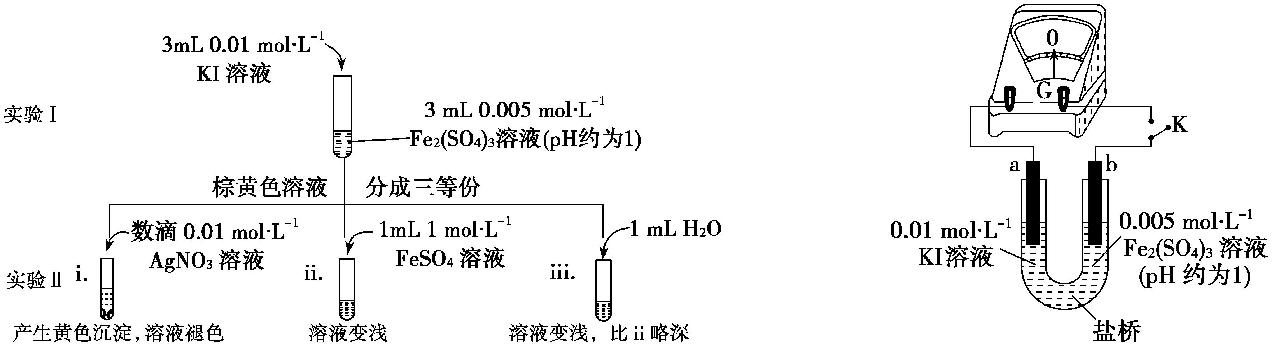 3mL 0.01 mol·L⁻¹
KI 溶液
实验Ⅰ
3 mL 0.005 mol·L⁻¹
Fe₂(SO₄)₃溶液(pH约为1)
棕黄色溶液 分成三等份
实验Ⅱ
i.
数滴 0.01 mol·L⁻¹
AgNO₃ 溶液
产生黄色沉淀,溶液褪色
ii.
1mL 1 mol·L⁻¹
FeSO₄ 溶液
溶液变浅
iii.
1 mL H₂O
溶液变浅，比ⅱ略深
0
G
K
a
b
0.01 mol·L⁻¹
KI溶液
0.005 mol·L⁻¹
Fe₂(SO₄)₃ 溶液
(pH 约为1)
盐桥